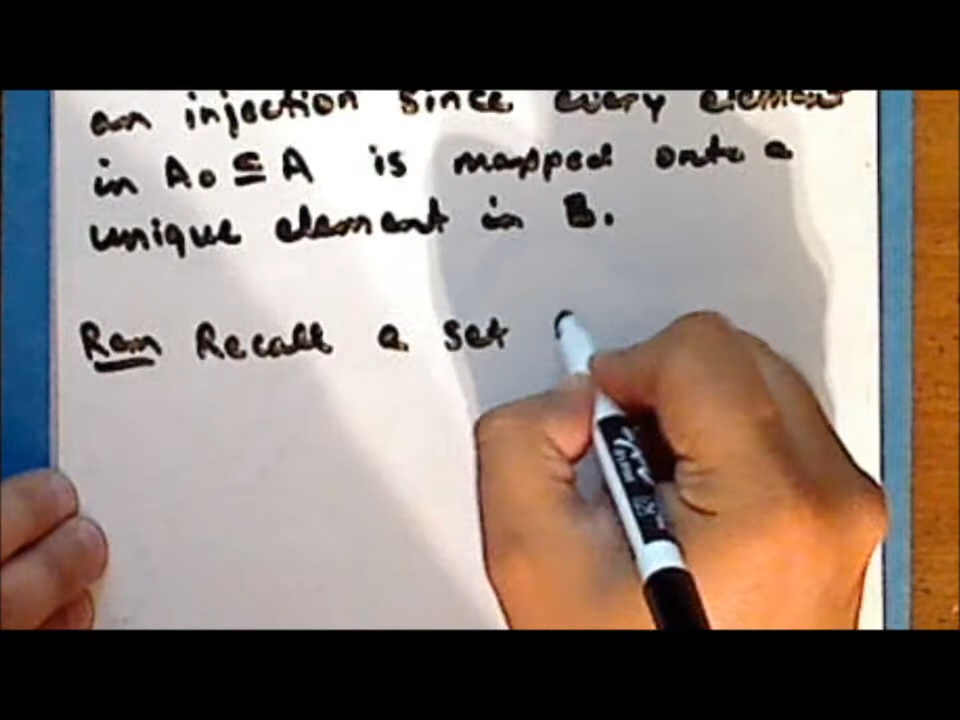 an injection since every element
in A₀ ⊆ A is mapped onto a
unique element in B.
Rem Recall a set